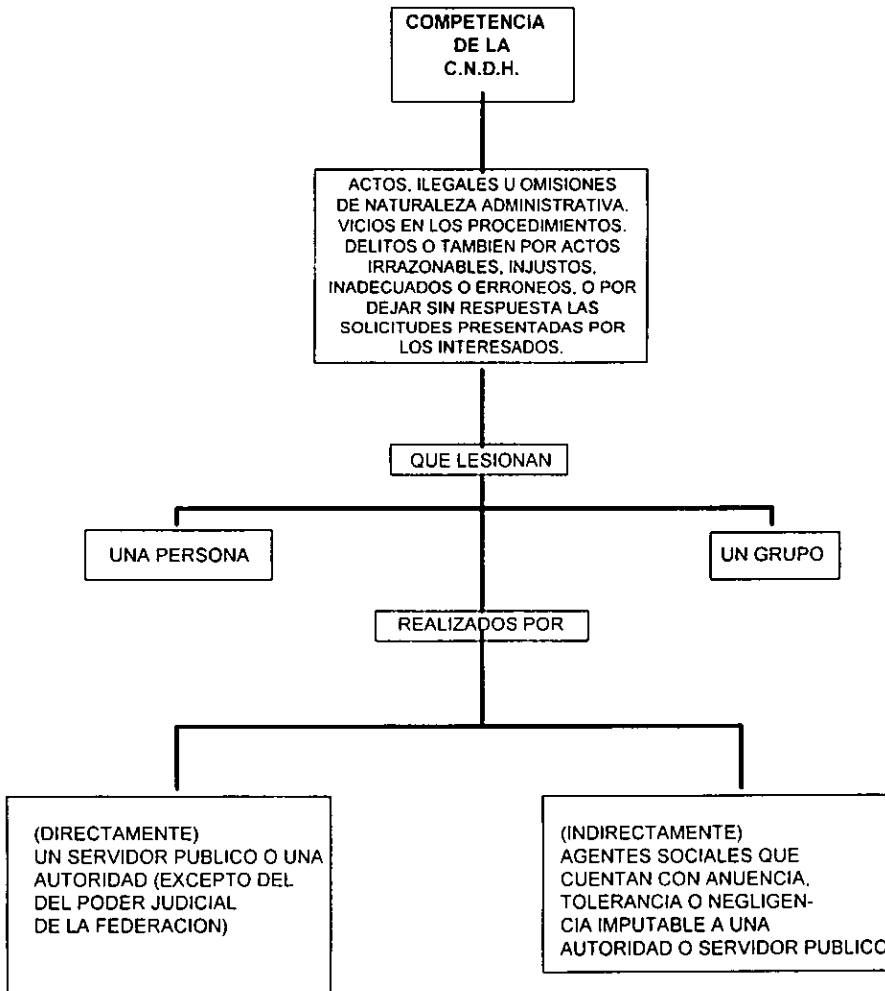 COMPETENCIA
DE LA
C.N.D.H.
ACTOS, ILEGALES U OMISIONES
DE NATURALEZA ADMINISTRATIVA.
VICIOS EN LOS PROCEDIMIENTOS.
DELITOS O TAMBIEN POR ACTOS
IRRAZONABLES, INJUSTOS,
INADECUADOS O ERRONEOS, O POR
DEJAR SIN RESPUESTA LAS
SOLICITUDES PRESENTADAS POR
LOS INTERESADOS.
QUE LESIONAN
UNA PERSONA
UN GRUPO
REALIZADOS POR
(DIRECTAMENTE)
UN SERVIDOR PUBLICO O UNA
AUTORIDAD (EXCEPTO DEL
DEL PODER JUDICIAL
DE LA FEDERACION)
(INDIRECTAMENTE)
AGENTES SOCIALES QUE
CUENTAN CON ANUENCIA,
TOLERANCIA O NEGLIGEN-
CIA IMPUTABLE A UNA
AUTORIDAD O SERVIDOR PUBLICO